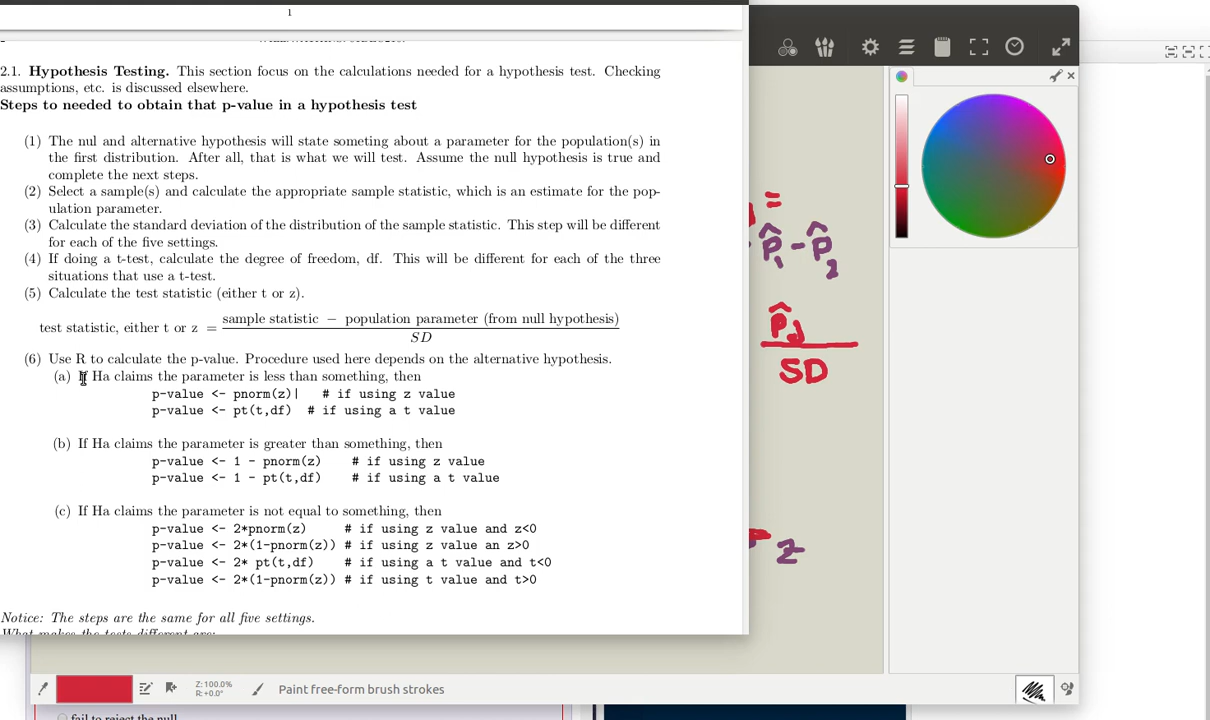 1
2.1. Hypothesis Testing. This section focus on the calculations needed for a hypothesis test. Checking
assumptions, etc. is discussed elsewhere.
Steps to needed to obtain that p-value in a hypothesis test
(1) The nul and alternative hypothesis will state someting about a parameter for the population(s) in
the first distribution. After all, that is what we will test. Assume the null hypothesis is true and
complete the next steps.
(2) Select a sample(s) and calculate the appropriate sample statistic, which is an estimate for the pop-
ulation parameter.
(3) Calculate the standard deviation of the distribution of the sample statistic. This step will be different
for each of the five settings.
(4) If doing a t-test, calculate the degree of freedom, df. This will be different for each of the three
situations that use a t-test.
(5) Calculate the test statistic (either t or z).
test statistic, either t or z = sample statistic − population parameter (from null hypothesis)
SD
(6) Use R to calculate the p-value. Procedure used here depends on the alternative hypothesis.
(a) If Ha claims the parameter is less than something, then
p-value <- pnorm(z)| # if using z value
p-value <- pt(t,df) # if using a t value
(b) If Ha claims the parameter is greater than something, then
p-value <- 1 - pnorm(z) # if using z value
p-value <- 1 - pt(t,df) # if using a t value
(c) If Ha claims the parameter is not equal to something, then
p-value <- 2*pnorm(z) # if using z value and z<0
p-value <- 2*(1-pnorm(z)) # if using z value an z>0
p-value <- 2* pt(t,df) # if using a t value and t<0
p-value <- 2*(1-pnorm(z)) # if using t value and t>0
Notice: The steps are the same for all five settings.
What makes the tests different are:
=
p̂₁ - p̂₂
p̂d
SD
z
Z: 100.0%
R: +0.0°
Paint free-form brush strokes
fail to reject the null